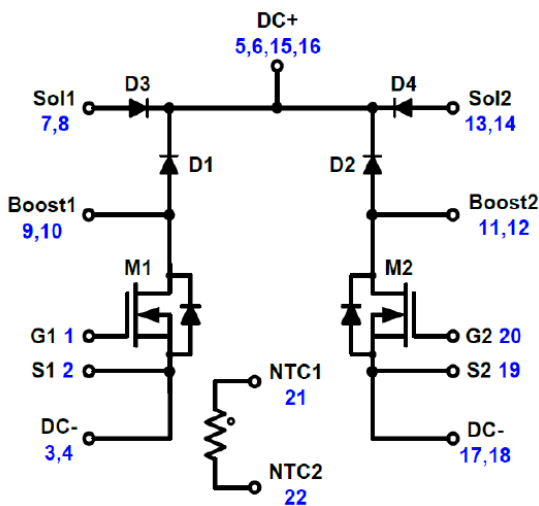 DC+
5,6,15,16
D3
D4
Sol1
Sol2
7,8
13,14
D1
D2
Boost1
Boost2
9,10
11,12
M1
M2
G1 1
G2 20
S1 2
S2 19
NTC1
21
DC-
DC-
3,4
17,18
NTC2
22